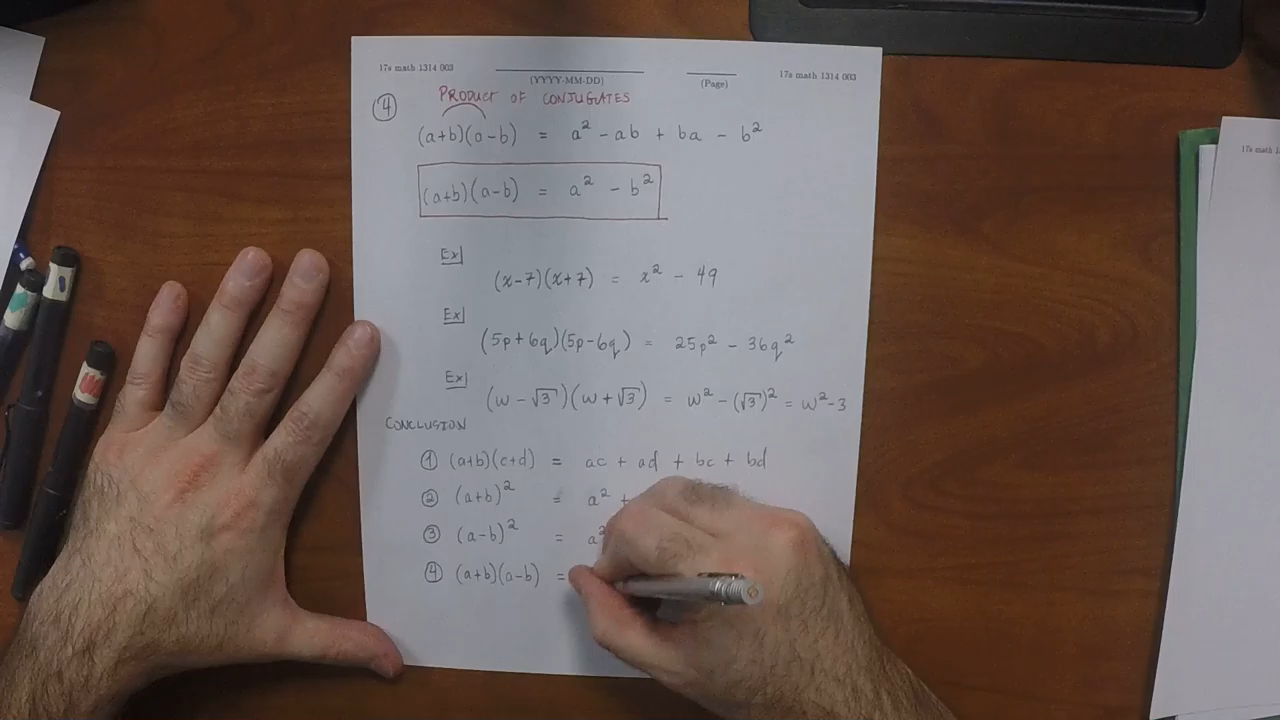 17s math 1314 003 (YYYY-MM-DD) (Page) 17s math 1314 003
④ PRODUCT OF CONJUGATES
(a+b)(a-b) = a² - ab + ba - b²
(a+b)(a-b) = a² - b²
Ex
(x-7)(x+7) = x² - 49
Ex
(5p+6q)(5p-6q) = 25p² - 36q²
Ex
(w-√3)(w+√3) = w² - (√3)² = w²-3
CONCLUSION
① (a+b)(c+d) = ac + ad + bc + bd
② (a+b)² = a² +
③ (a-b)² = a²
④ (a+b)(a-b) =
17s math 1